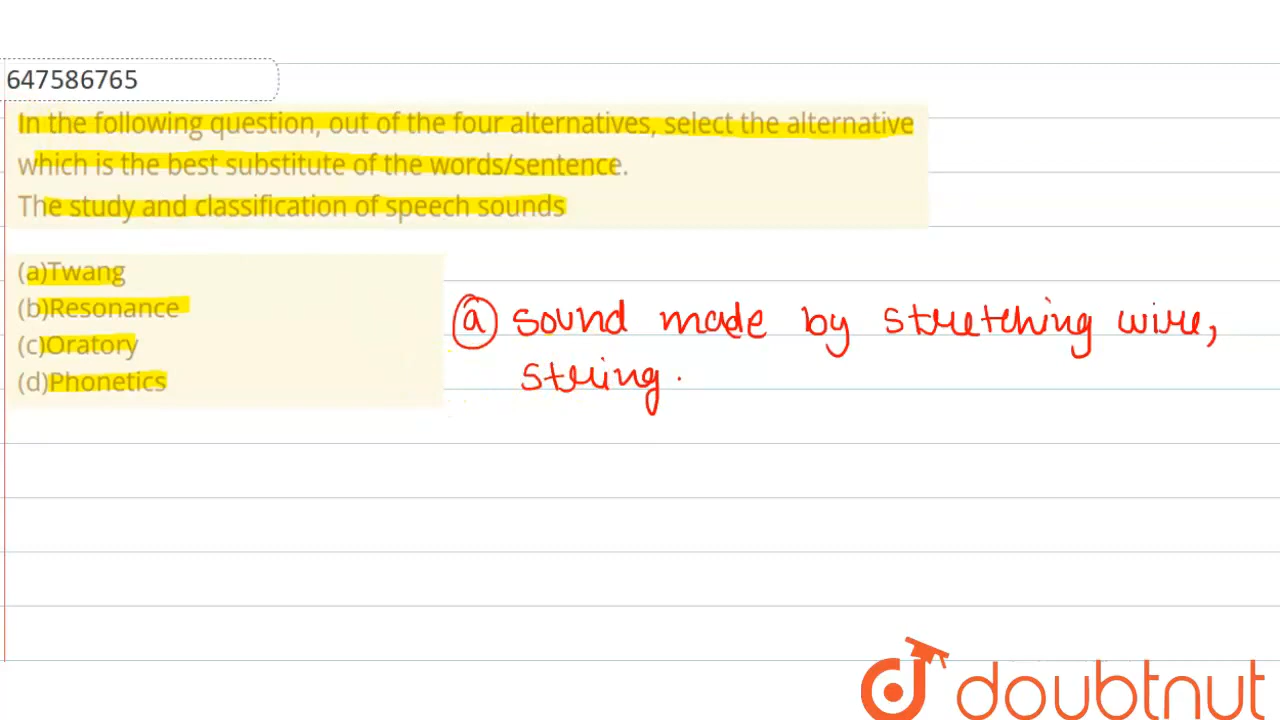 647586765
In the following question, out of the four alternatives, select the alternative
which is the best substitute of the words/sentence.
The study and classification of speech sounds
(a)Twang
(b)Resonance
(c)Oratory
(d)Phonetics
(a) sound made by stretching wire,
string.
doubtnut